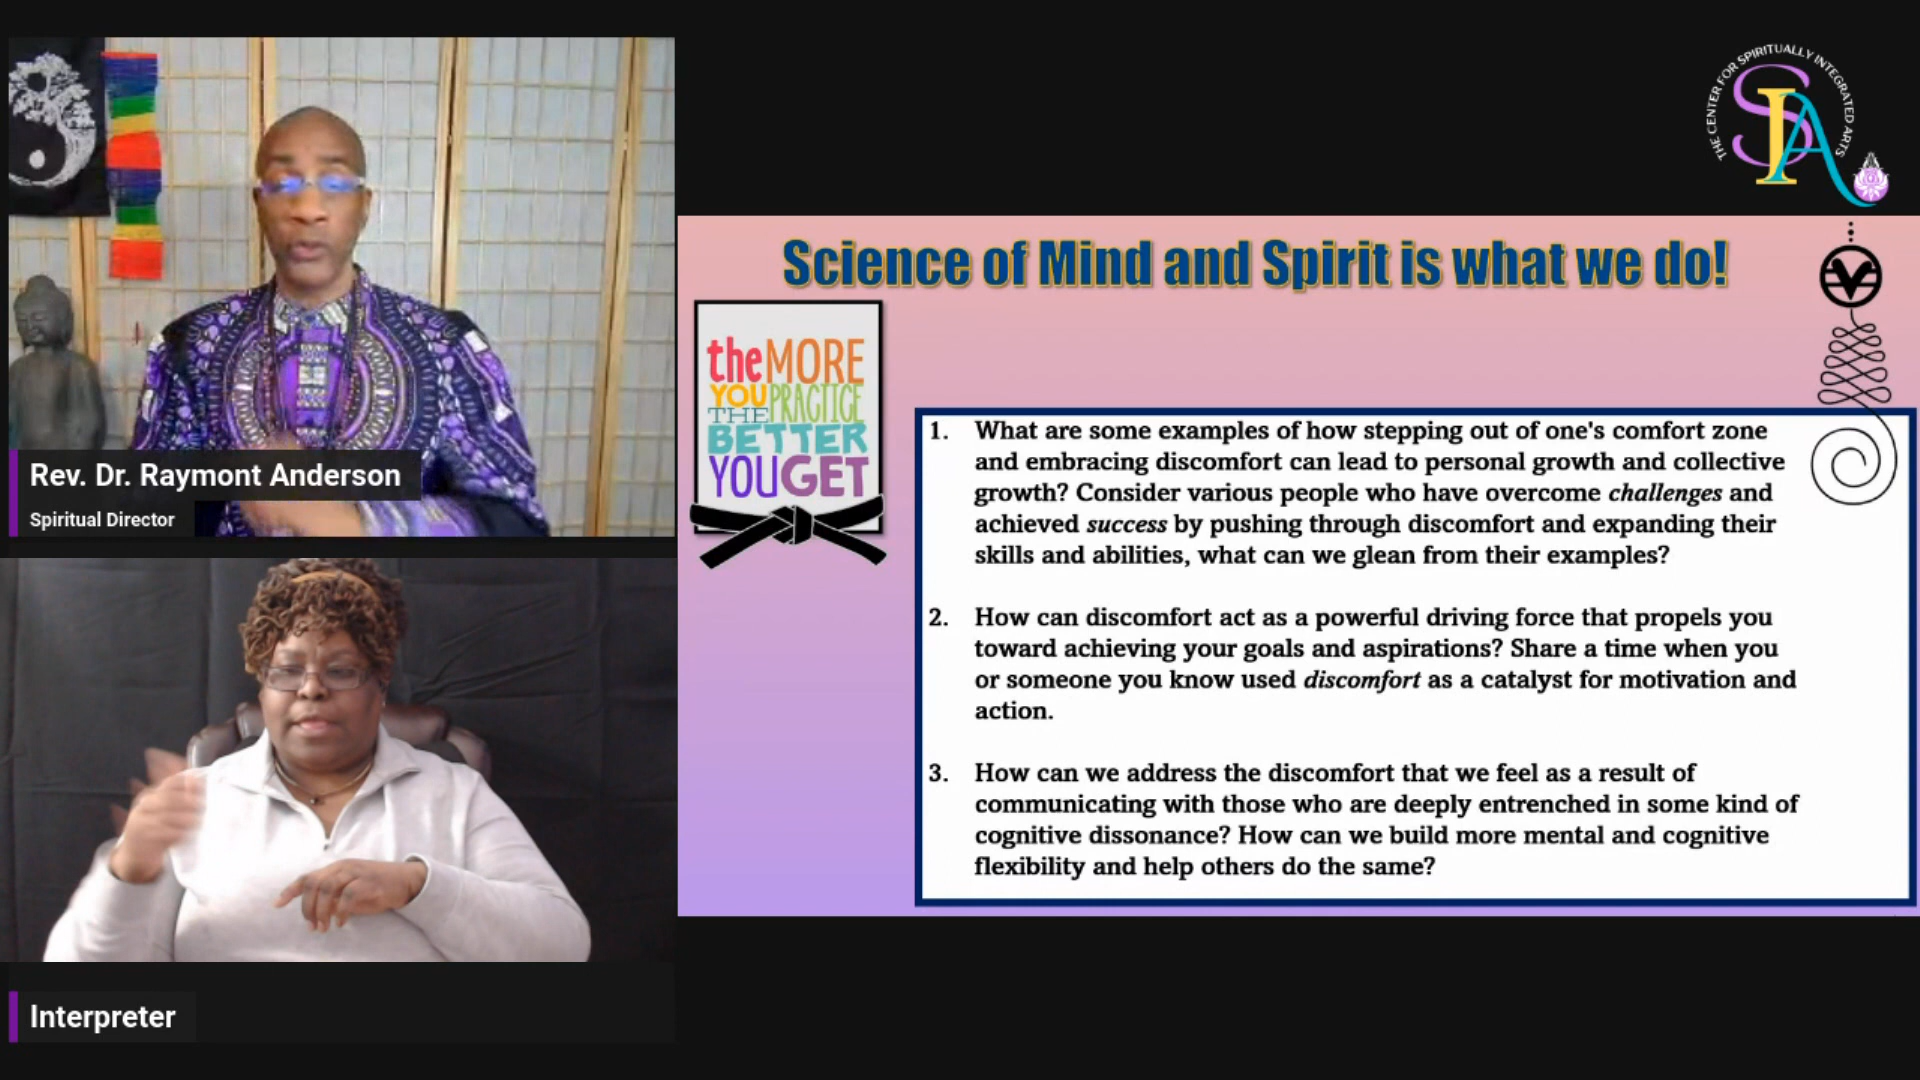 Rev. Dr. Raymont Anderson
Spiritual Director
Interpreter
THE CENTER FOR SPIRITUALLY INTEGRATED ARTS
SIA
Science of Mind and Spirit is what we do!
the MORE
YOU PRACTICE
THE
BETTER
YOU GET
1. What are some examples of how stepping out of one's comfort zone
and embracing discomfort can lead to personal growth and collective
growth? Consider various people who have overcome challenges and
achieved success by pushing through discomfort and expanding their
skills and abilities, what can we glean from their examples?
2. How can discomfort act as a powerful driving force that propels you
toward achieving your goals and aspirations? Share a time when you
or someone you know used discomfort as a catalyst for motivation and
action.
3. How can we address the discomfort that we feel as a result of
communicating with those who are deeply entrenched in some kind of
cognitive dissonance? How can we build more mental and cognitive
flexibility and help others do the same?